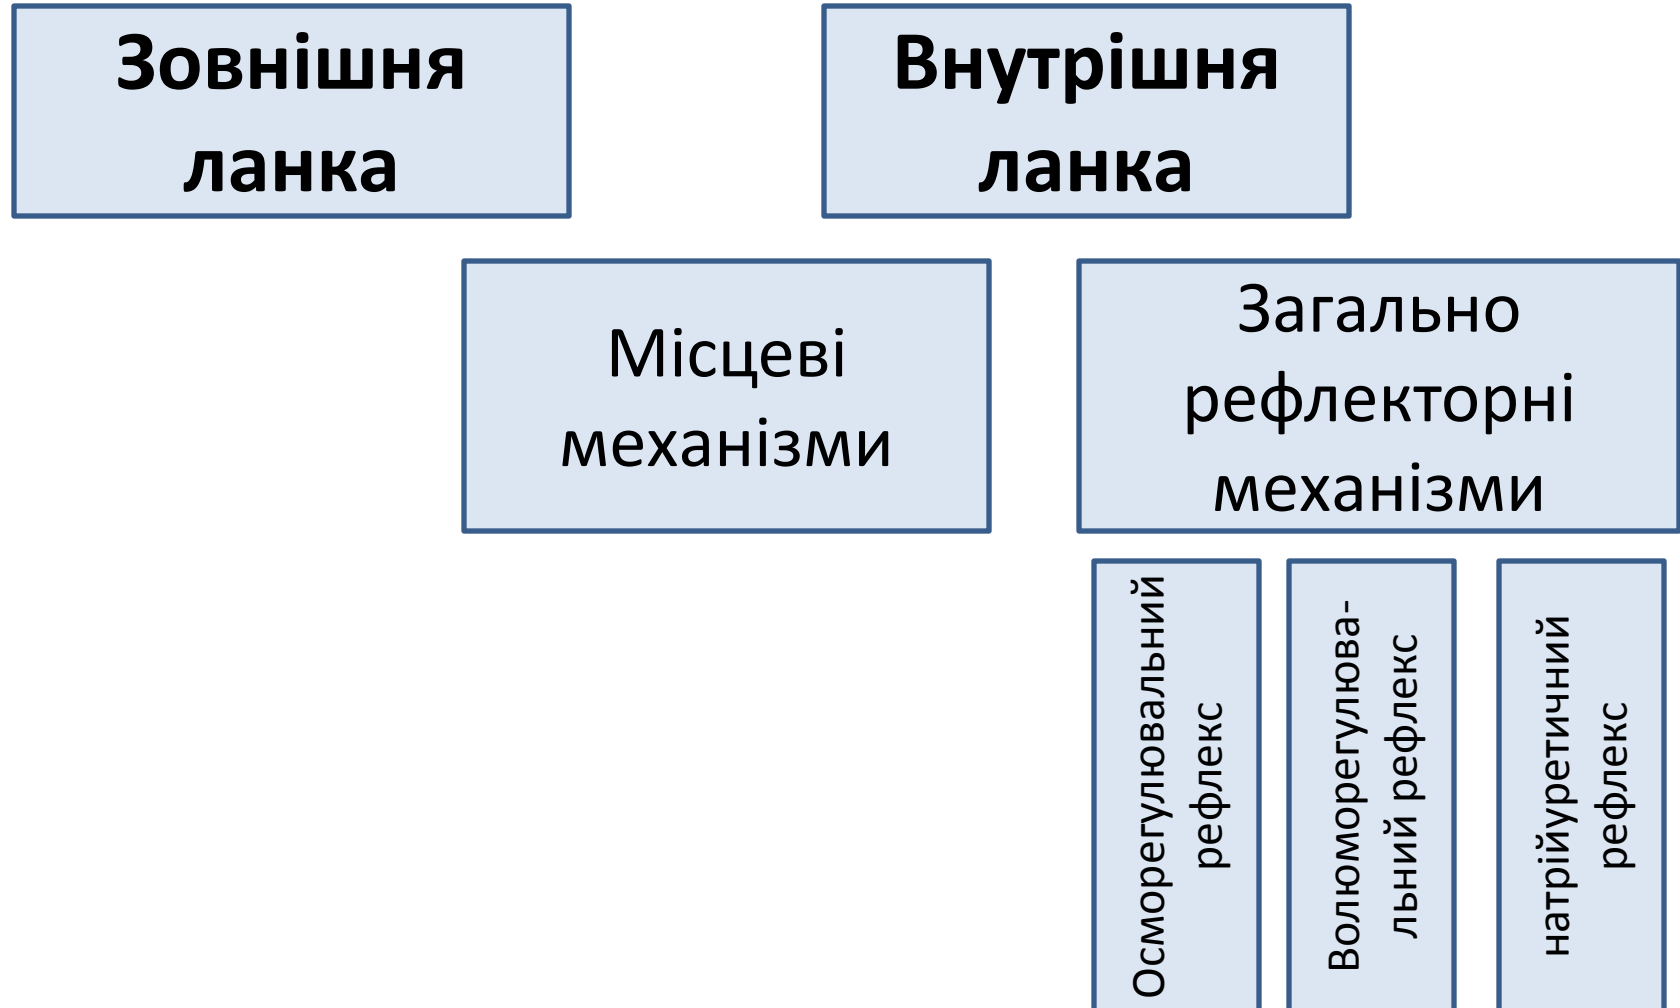 Зовнішня
ланка
Внутрішня
ланка
Місцеві
механізми
Загально
рефлекторні
механізми
Осморегулювальний
рефлекс
Волюморегулюва-
льний рефлекс
натрійуретичний
рефлекс